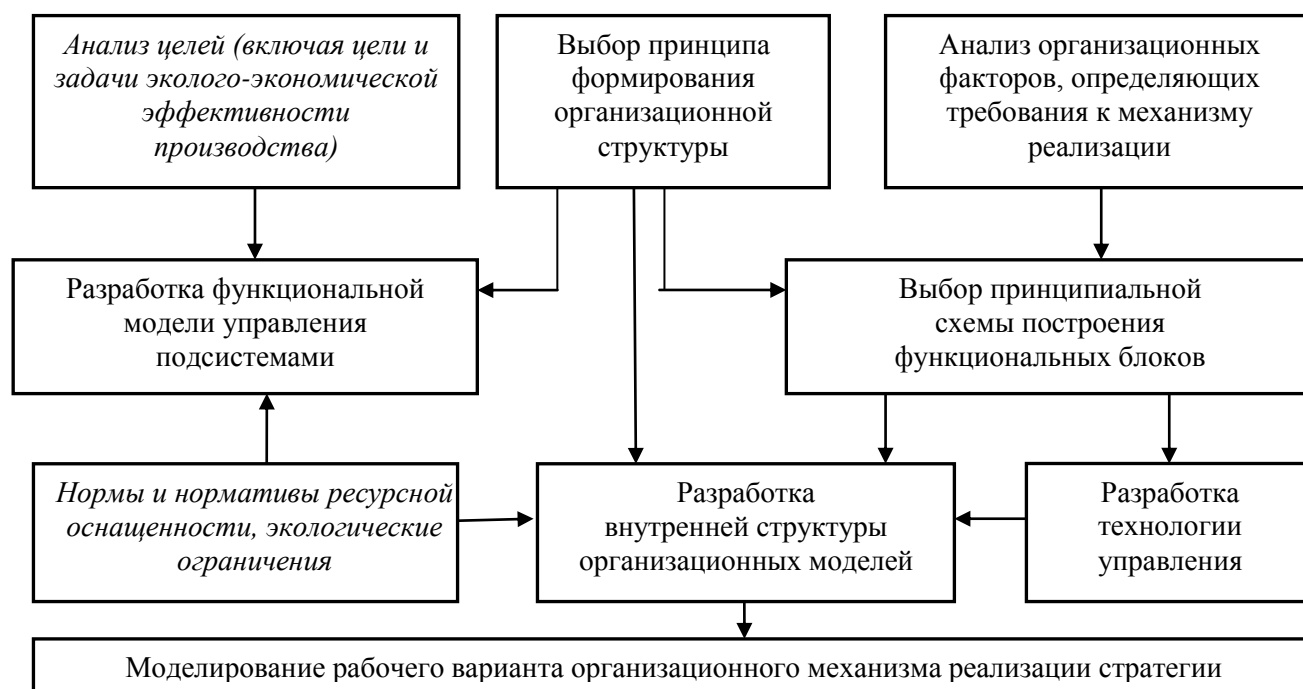 Анализ целей (включая цели и
задачи эколого-экономической
эффективности
производства)
Выбор принципа
формирования
организационной
структуры
Анализ организационных
факторов, определяющих
требования к механизму
реализации
Разработка функциональной
модели управления
подсистемами
Выбор принципиальной
схемы построения
функциональных блоков
Нормы и нормативы ресурсной
оснащенности, экологические
ограничения
Разработка
внутренней структуры
организационных моделей
Разработка
технологии
управления
Моделирование рабочего варианта организационного механизма реализации стратегии